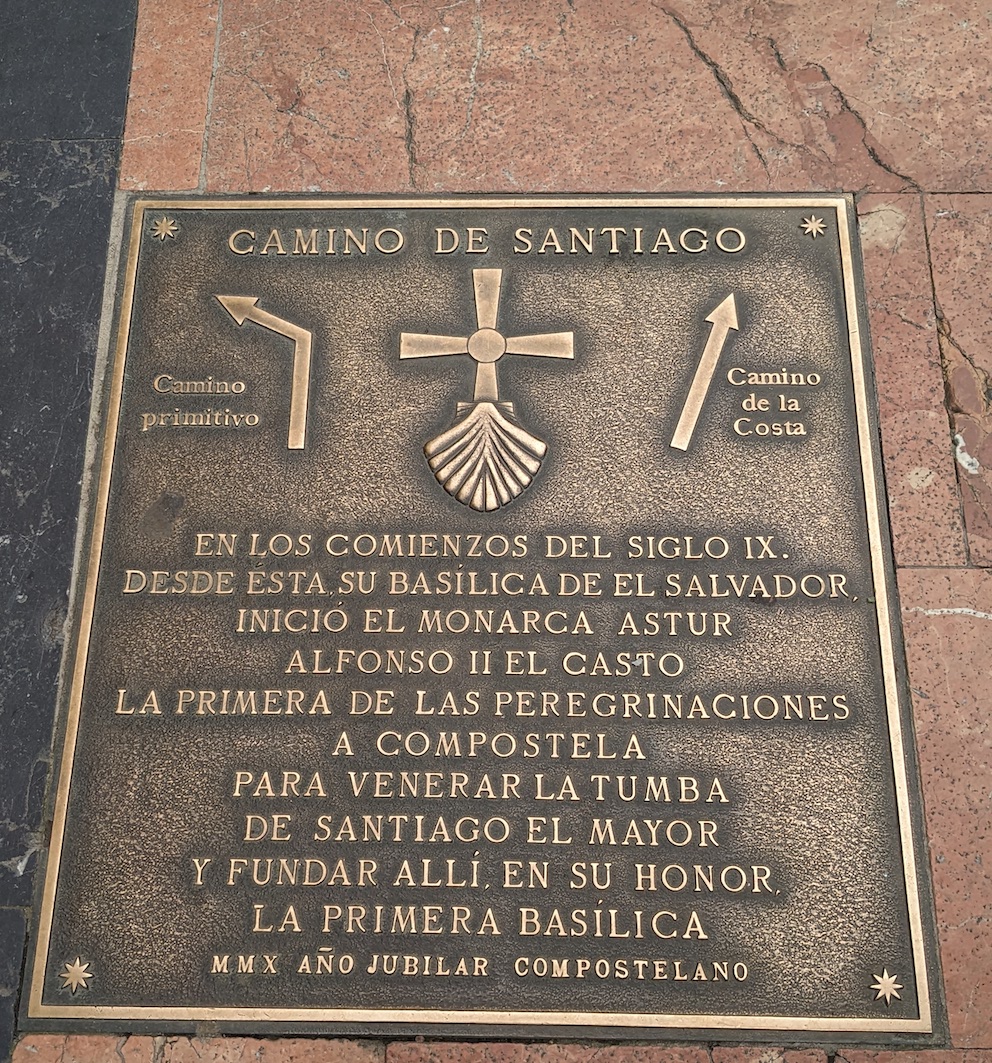 CAMINO DE SANTIAGO
Camino
primitivo
Camino
de la
Costa
EN LOS COMIENZOS DEL SIGLO IX.
DESDE ÉSTA, SU BASÍLICA DE EL SALVADOR,
INICIÓ EL MONARCA ASTUR
ALFONSO II EL CASTO
LA PRIMERA DE LAS PEREGRINACIONES
A COMPOSTELA
PARA VENERAR LA TUMBA
DE SANTIAGO EL MAYOR
Y FUNDAR ALLÍ, EN SU HONOR,
LA PRIMERA BASÍLICA
MMX AÑO JUBILAR COMPOSTELANO